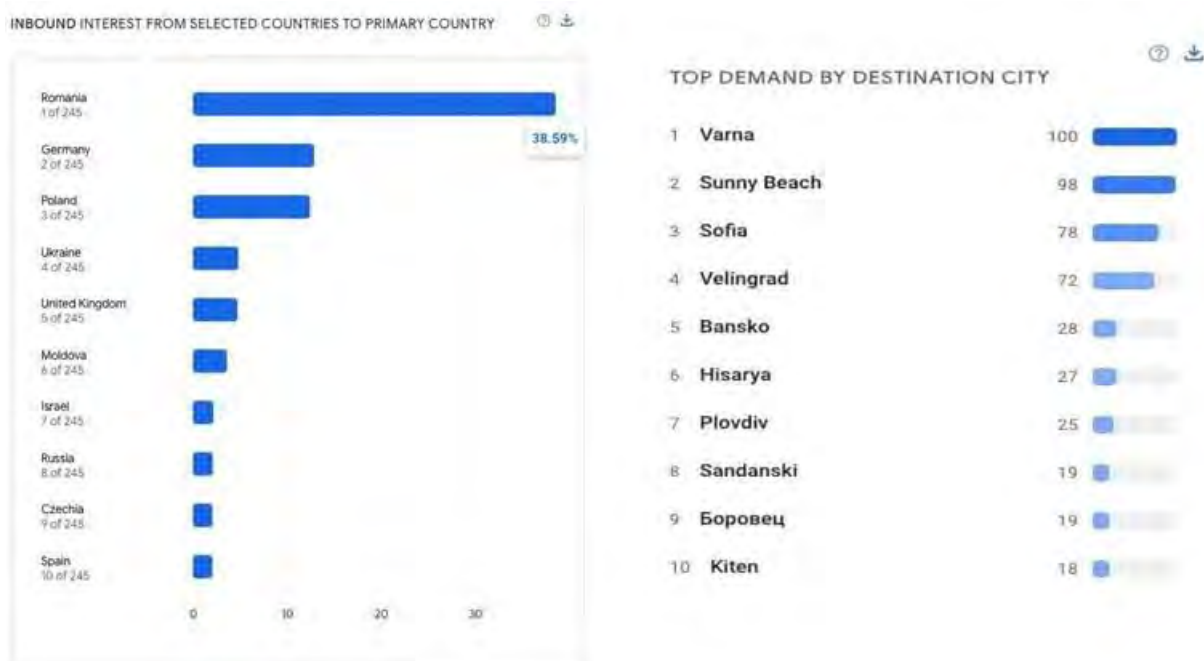 INBOUND INTEREST FROM SELECTED COUNTRIES TO PRIMARY COUNTRY
Romania
1 of 245
38.59%
Germany
2 of 245
Poland
3 of 245
Ukraine
4 of 245
United Kingdom
5 of 245
Moldova
6 of 245
Israel
7 of 245
Russia
8 of 245
Czechia
9 of 245
Spain
10 of 245
0 10 20 30
TOP DEMAND BY DESTINATION CITY
1 Varna 100
2 Sunny Beach 98
3 Sofia 78
4 Velingrad 72
5 Bansko 28
6 Hisarya 27
7 Plovdiv 25
8 Sandanski 19
9 Боровец 19
10 Kiten 18